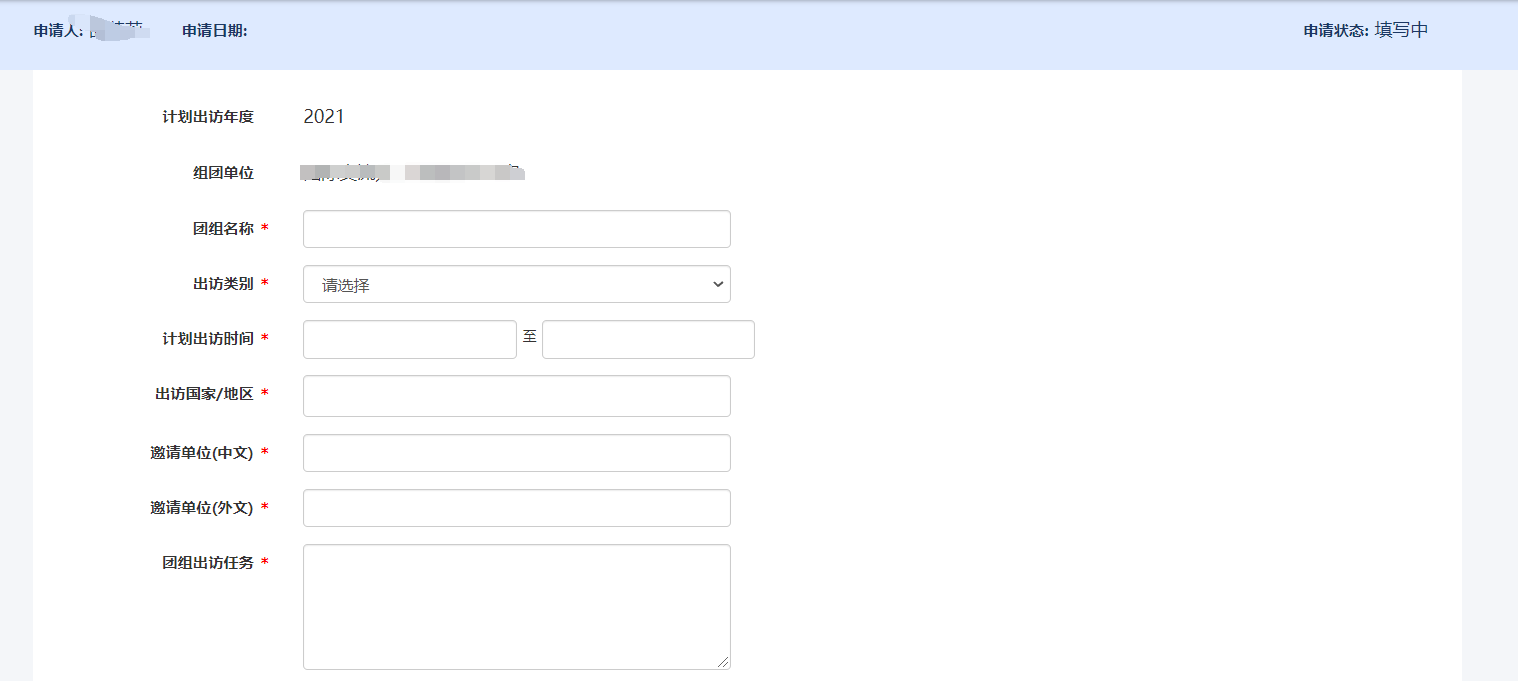 申请人: 申请日期: 申请状态: 填写中
计划出访年度 2021
组团单位
团组名称 *
出访类别 * 请选择
计划出访时间 * 至
出访国家/地区 *
邀请单位(中文) *
邀请单位(外文) *
团组出访任务 *